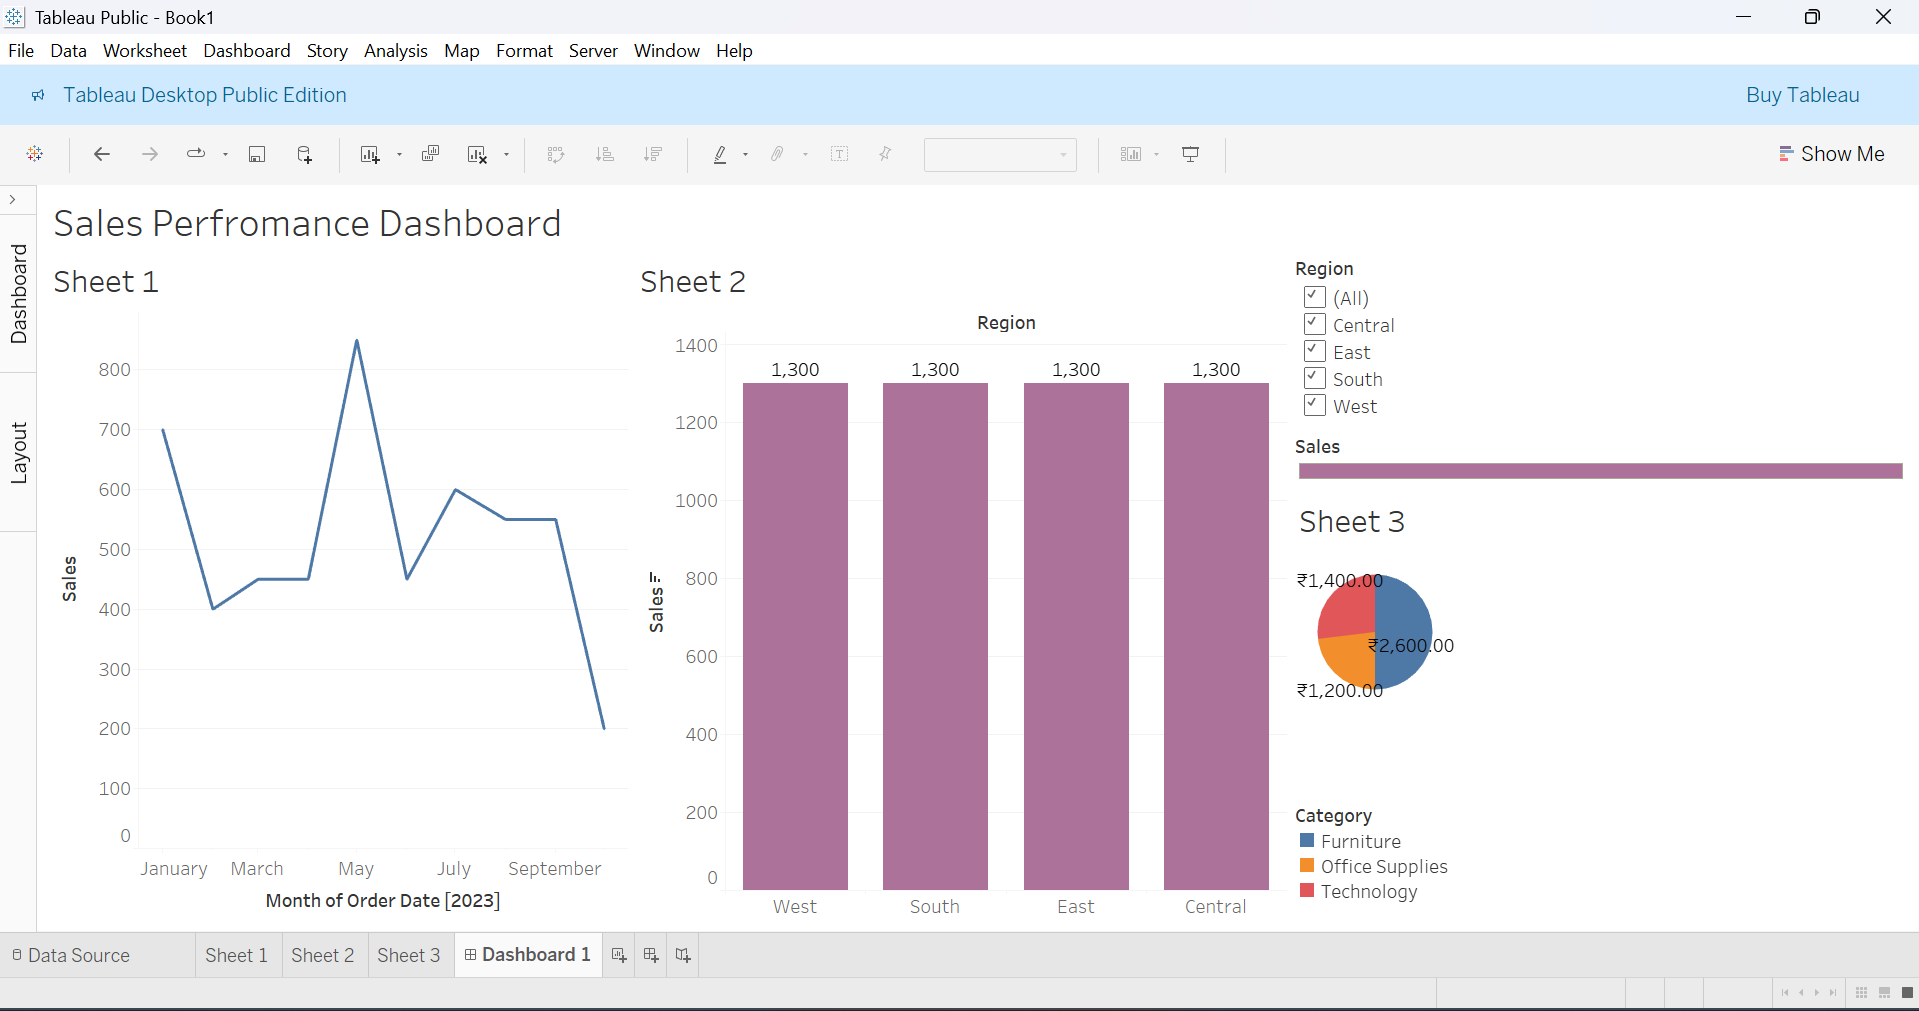 Tableau Public - Book1
File Data Worksheet Dashboard Story Analysis Map Format Server Window Help
Tableau Desktop Public Edition
Buy Tableau
Show Me
Dashboard
Layout
Sales Perfromance Dashboard
Sheet 1
800
700
600
500
400
300
200
100
0
Sales
January March May July September
Month of Order Date [2023]
Sheet 2
Region
1400
1200
1000
800
600
400
200
0
Sales
1,300 1,300 1,300 1,300
West South East Central
Region
(All)
Central
East
South
West
Sales
Sheet 3
₹1,400.00
₹2,600.00
₹1,200.00
Category
Furniture
Office Supplies
Technology
Data Source Sheet 1 Sheet 2 Sheet 3 Dashboard 1